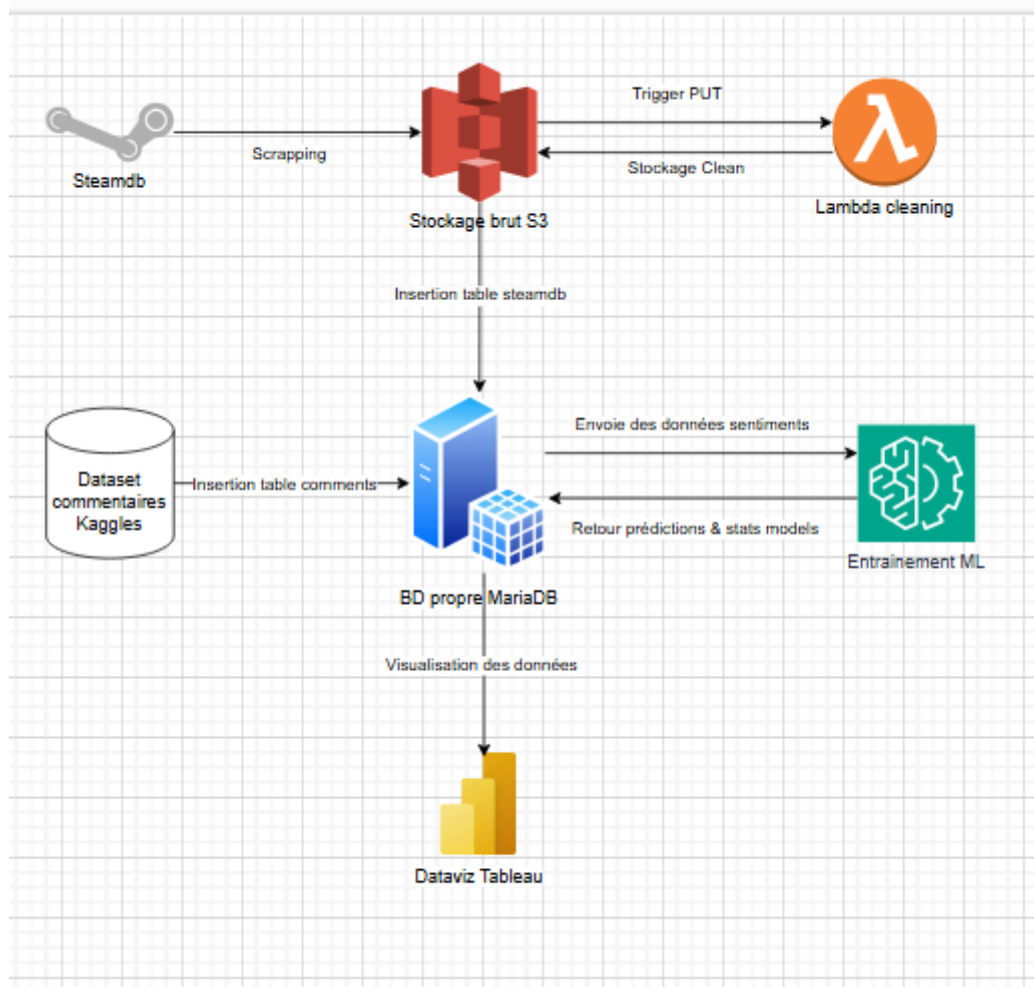 Trigger PUT
Scrapping
Stockage Clean
Steamdb
Stockage brut S3
Lambda cleaning
Insertion table steamdb
Envoie des données sentiments
Dataset
commentaires
Kaggles
Insertion table comments
Retour prédictions & stats models
Entrainement ML
BD propre MariaDB
Visualisation des données
Dataviz Tableau